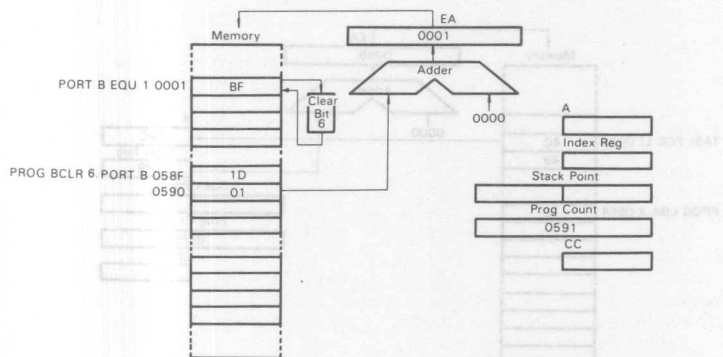 EA
Memory
0001
Adder
PORT B EQU 1 0001
BF
Clear
Bit
6
0000
A
Index Reg
PROG BCLR 6. PORT B 058F
1D
Stack Point
0590
01
Prog Count
0591
CC